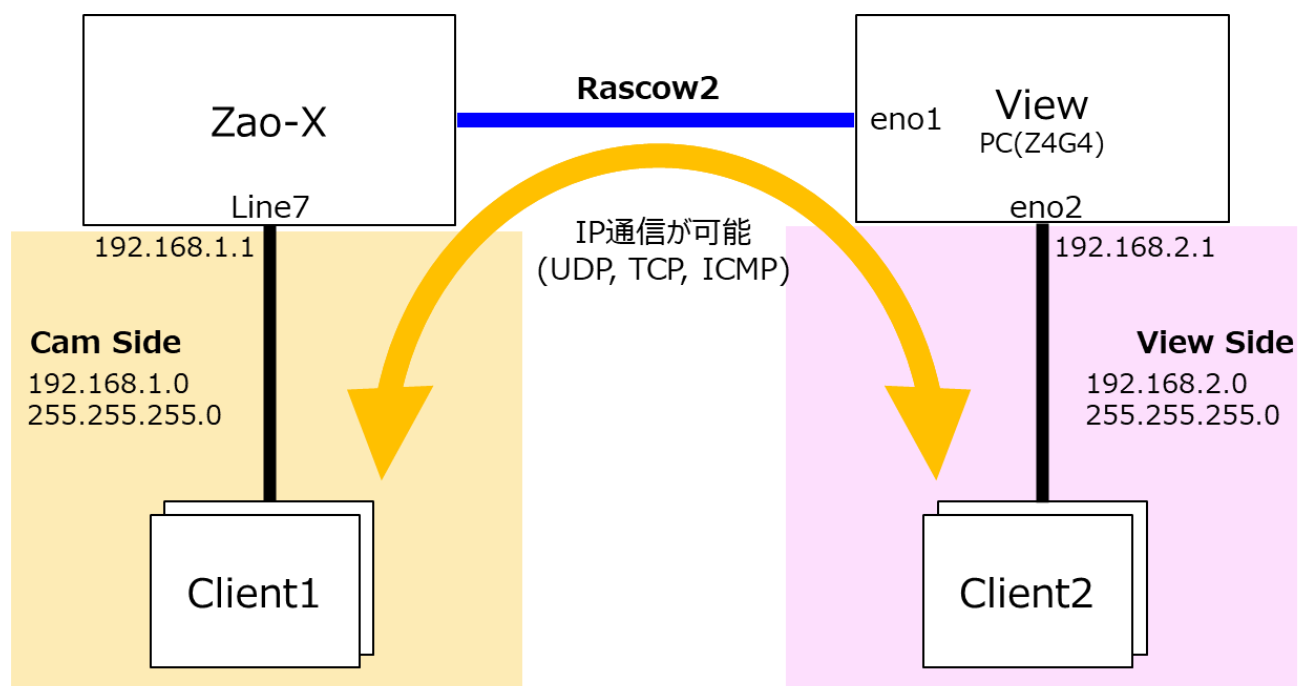 Zao-X
Rascow2
eno1
View
PC(Z4G4)
Line7
eno2
192.168.1.1
IP通信が可能
(UDP, TCP, ICMP)
192.168.2.1
Cam Side
192.168.1.0
255.255.255.0
View Side
192.168.2.0
255.255.255.0
Client1
Client2